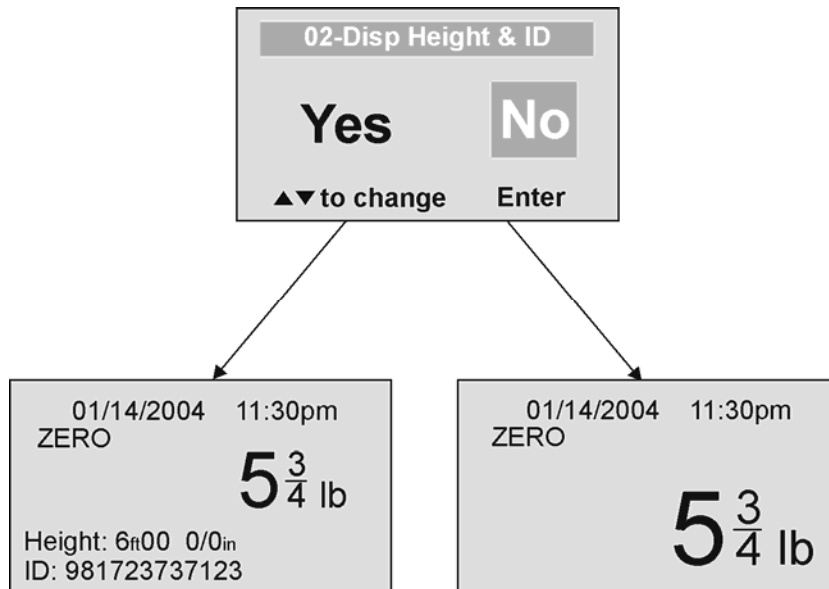 02-Disp Height & ID
Yes No
▲▼ to change Enter
01/14/2004 11:30pm
ZERO
5 3/4 lb
Height: 6ft00 0/0in
ID: 981723737123
01/14/2004 11:30pm
ZERO
5 3/4 lb